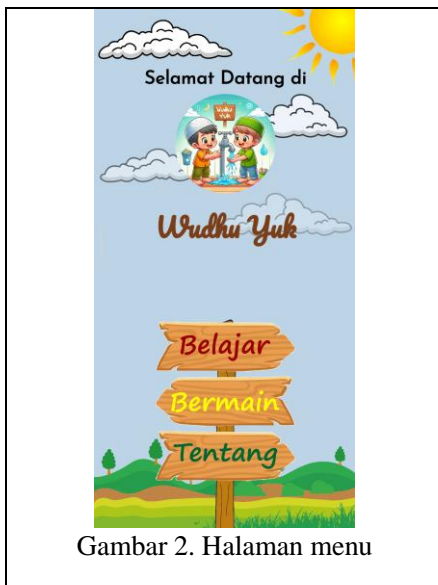 Selamat Datang di
Wudhu
Yuk
Wudhu Yuk
Belajar
Bermain
Tentang
Gambar 2. Halaman menu